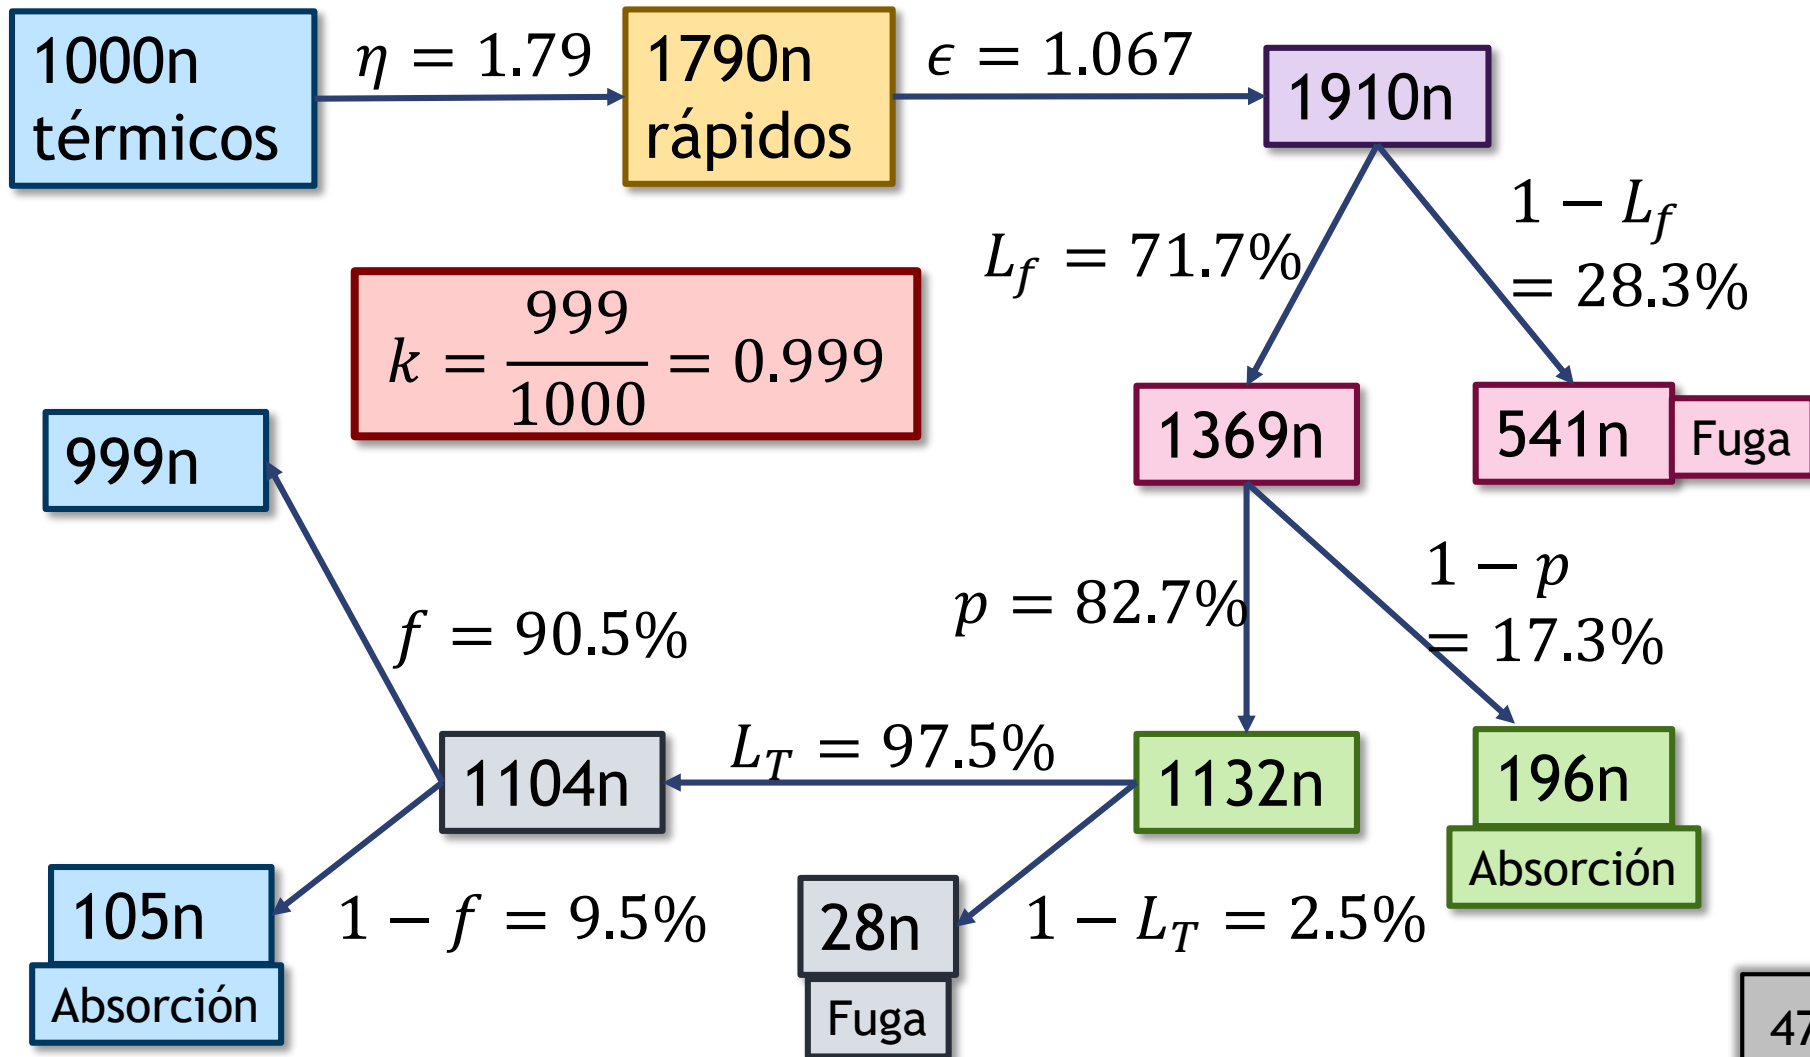 1000n
térmicos
η = 1.79
1790n
rápidos
ϵ = 1.067
1910n
L_f = 71.7%
1 − L_f
= 28.3%
k = 999/1000 = 0.999
999n
1369n
541n
Fuga
f = 90.5%
p = 82.7%
1 − p
= 17.3%
1104n
L_T = 97.5%
1132n
196n
Absorción
105n
Absorción
1 − f = 9.5%
28n
Fuga
1 − L_T = 2.5%
47